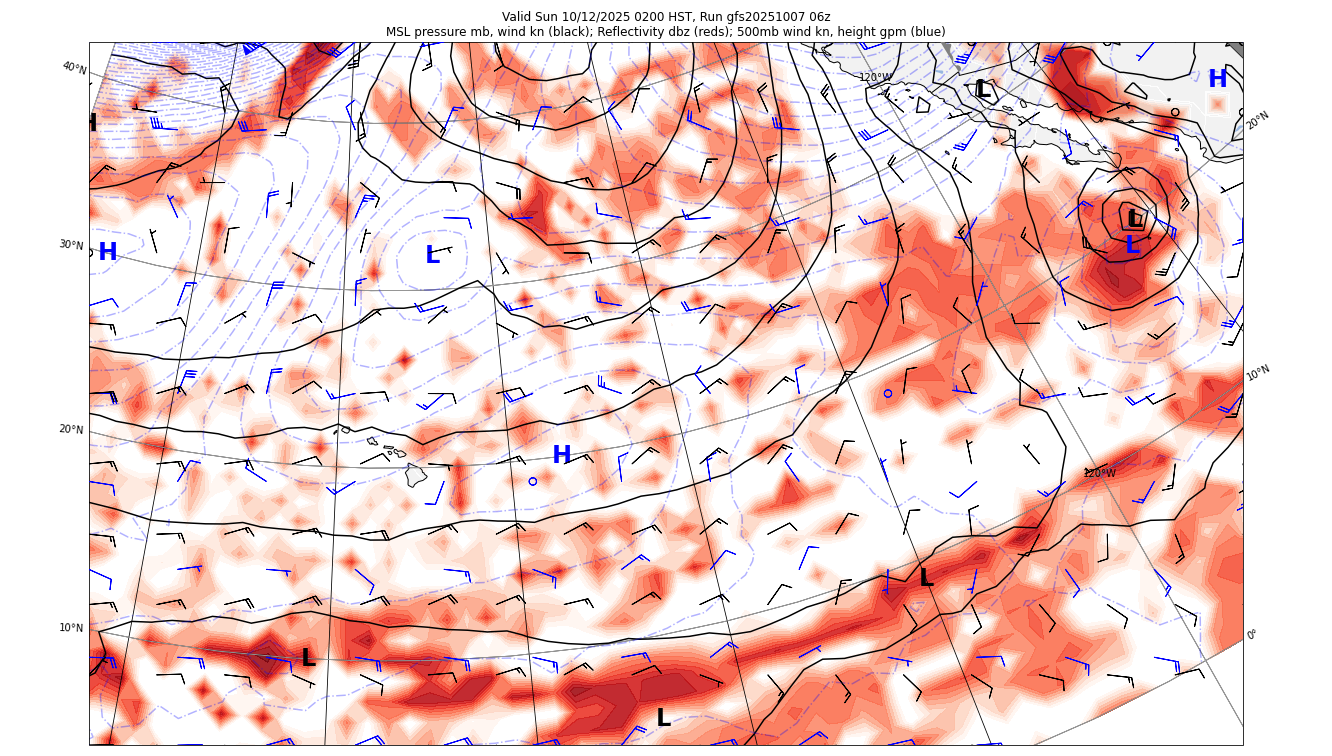 Valid Sun 10/12/2025 0200 HST, Run gfs20251007 06z
MSL pressure mb, wind kn (black); Reflectivity dbz (reds); 500mb wind kn, height gpm (blue)
40°N
120°W
L
H
20°N
H
L
L
30°N
H
L
10°N
20°N
H
120°W
L
10°N
0°
L
L